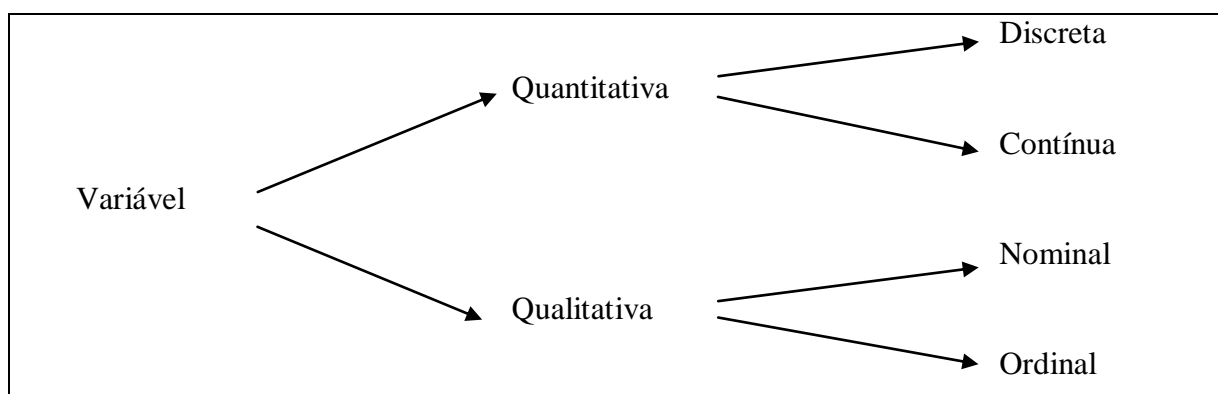 Discreta
Quantitativa
Contínua
Variável
Nominal
Qualitativa
Ordinal